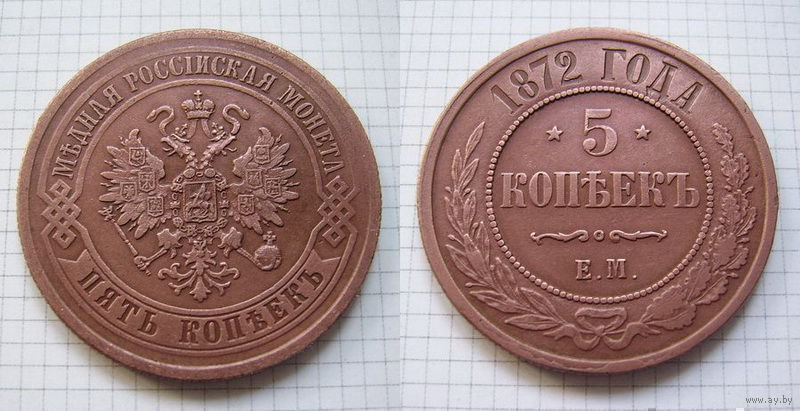 МѢДНАЯ РОССІЙСКАЯ МОНЕТА
ПЯТЬ КОПѢЕКЪ
1872 ГОДА
5
КОПѢЕКЪ
Е.М.
www.ay.by